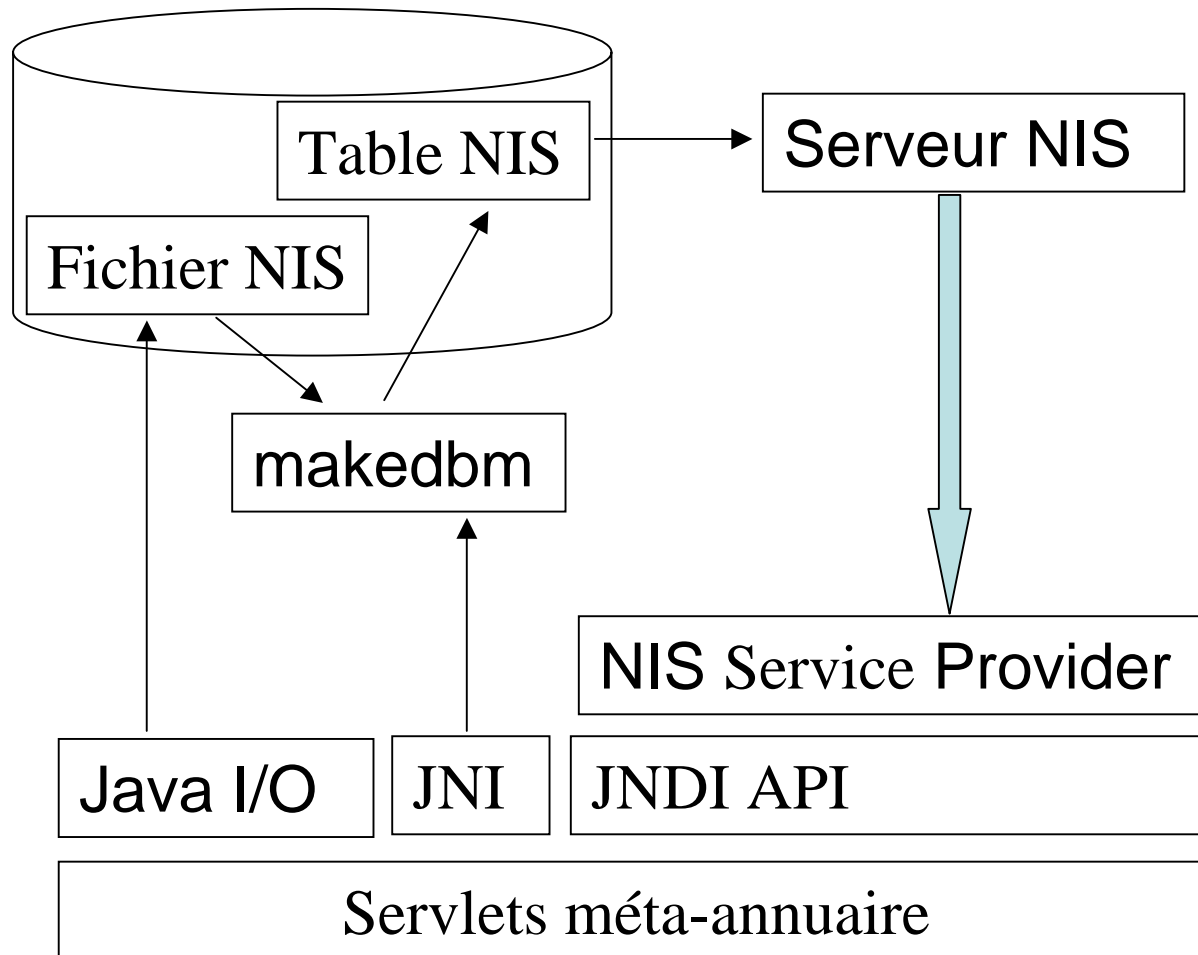 Table NIS
Serveur NIS
Fichier NIS
makedbm
NIS Service Provider
Java I/O
JNI
JNDI API
Servlets méta-annuaire